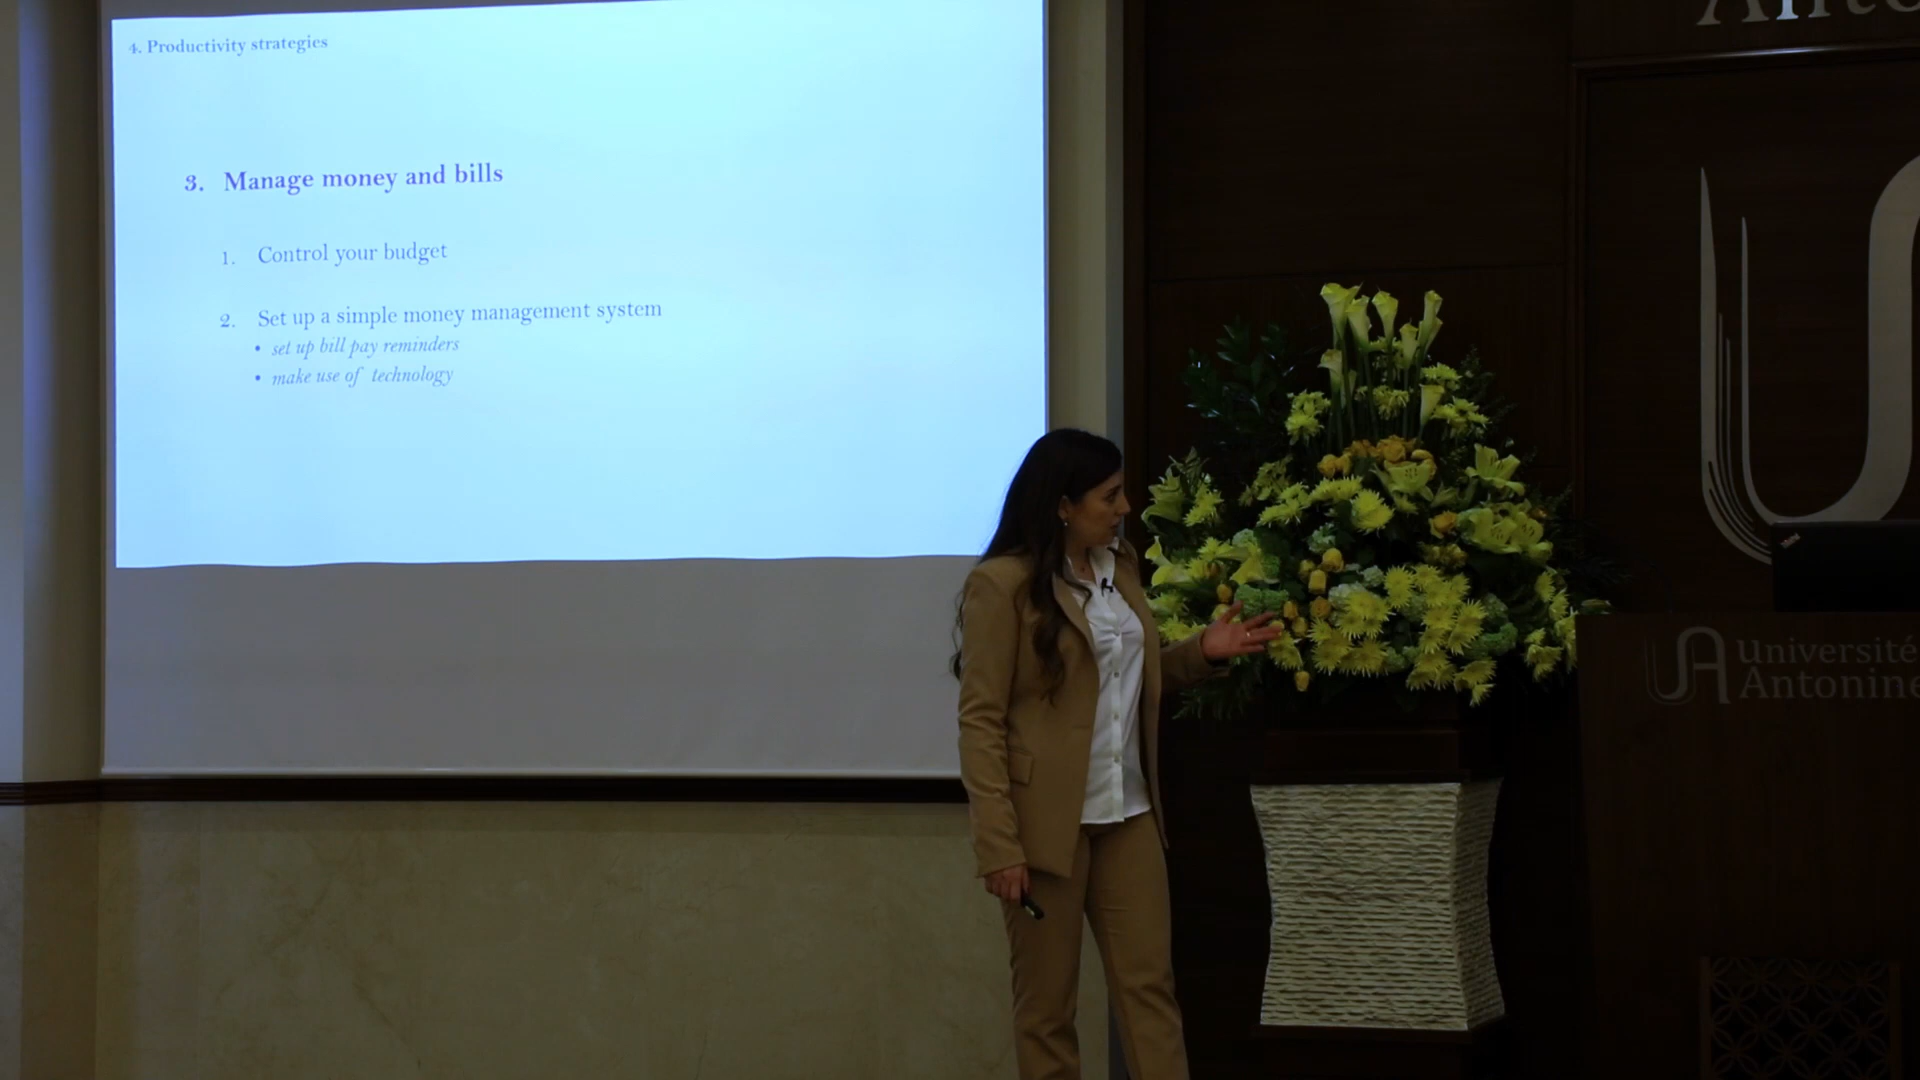 4. Productivity strategies
3. Manage money and bills
1. Control your budget
2. Set up a simple money management system
• set up bill pay reminders
• make use of technology
UA
Université
Antonine